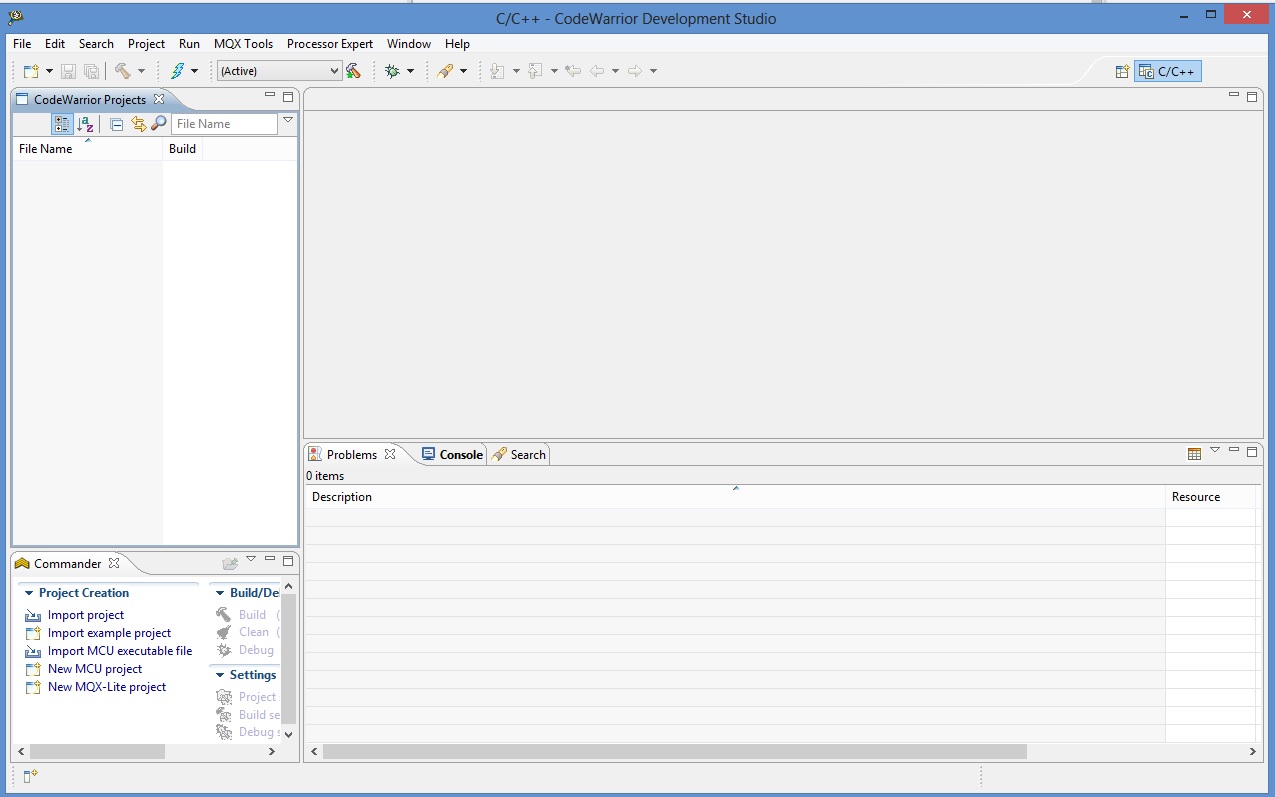 C/C++ - CodeWarrior Development Studio
File Edit Search Project Run MQX Tools Processor Expert Window Help
(Active)
C/C++
CodeWarrior Projects
File Name
File Name Build
Problems Console Search
0 items
Description Resource
Commander
Project Creation
Import project
Import example project
Import MCU executable file
New MCU project
New MQX-Lite project
Build/De
Build (
Clean (
Debug
Settings
Project
Build se
Debug s